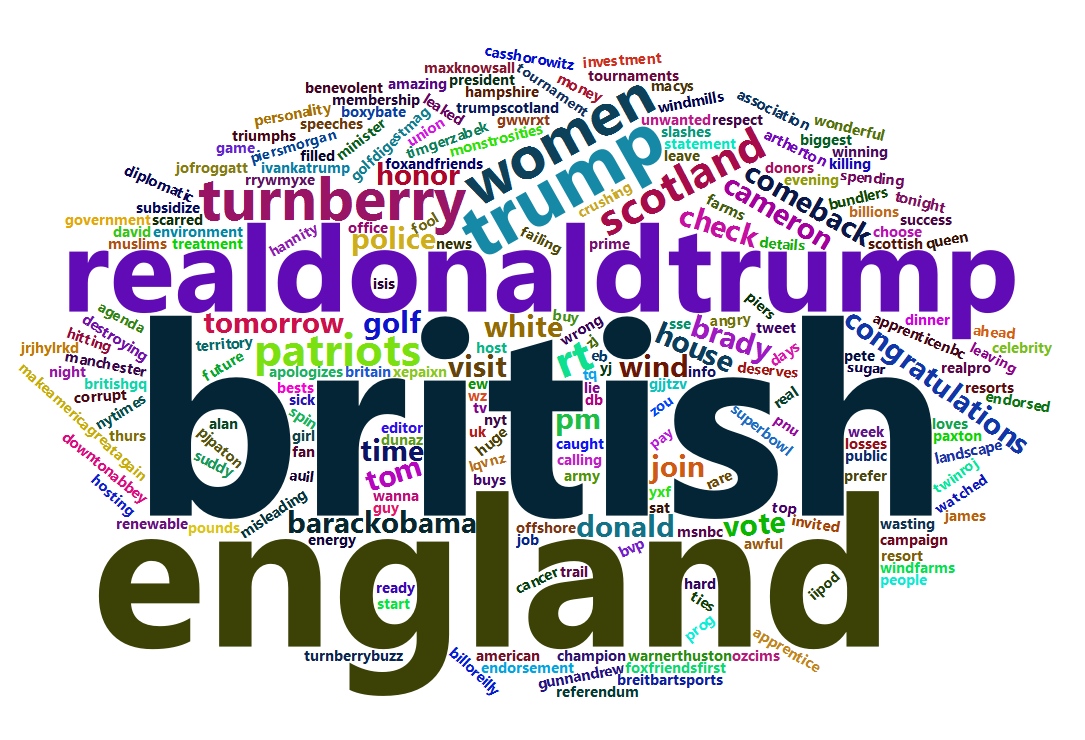 casshorowitz
investment
maxknowsall
tournament
tournaments
benevolent
amazing
president
money
macys
membership
leaked
hampshire
personality
boxybate
trumpscotland
windmills
association
speeches
golfdigestmag
gwwrxt
women
unwanted
respect
wonderful
triumphs
minister
union
timgerzabek
slashes
biggest
game
piersmorgan
monstrosities
statement
artherton
winning
jofroggatt
filled
foxandfriends
trump
leave
donors
killing
ivankatrump
honor
scotland
comeback
evening
spending
diplomatic
rrywmyxe
crushing
cameron
bundlers
tonight
subsidize
turnberry
farms
billions
success
government
scarred
office
fool
check
choose
david
environment
hannity
police
news
failing
prime
details
scottish
queen
muslims
treatment
realdonaldtrump
isis
agenda
tomorrow
golf
white
buy
wrong
piers
dinner
destroying
territory
host
zj
sse
angry
tweet
apprenticenbc
ahead
hitting
patriots
rt
eb
house
brady
congratulations
leaving
celebrity
jrjhylrkd
future
apologizes
britain
xepaixn
visit
yj
wind
info
deserves
days
pete
realpro
manchester
night
britishgq
bests
ew
tq
lie
gjjtzv
real
sugar
resorts
endorsed
makeamericagreatagain
corrupt
sick
wz
db
zou
nytimes
spin
tv
nyt
pm
superbowl
pnu
loves
thurs
alan
girl
editor
uk
huge
caught
pay
week
paxton
downtonabbey
pjpaton
fan
dunaz
time
losses
landscape
suddy
auil
tom
lqvnz
calling
join
public
twinroj
hosting
wanna
buys
army
rare
prefer
watched
british
guy
yxf
sat
top
james
renewable
pounds
misleading
barackobama
offshore
donald
msnbc
vote
invited
wasting
energy
job
bvp
awful
campaign
resort
england
windfarms
ready
cancer
trail
hard
iipod
people
start
ties
prog
apprentice
turnberrybuzz
billoreilly
american
champion
warnerthuston
ozcims
endorsement
gunnandrew
foxfriendsfirst
breitbartsports
referendum